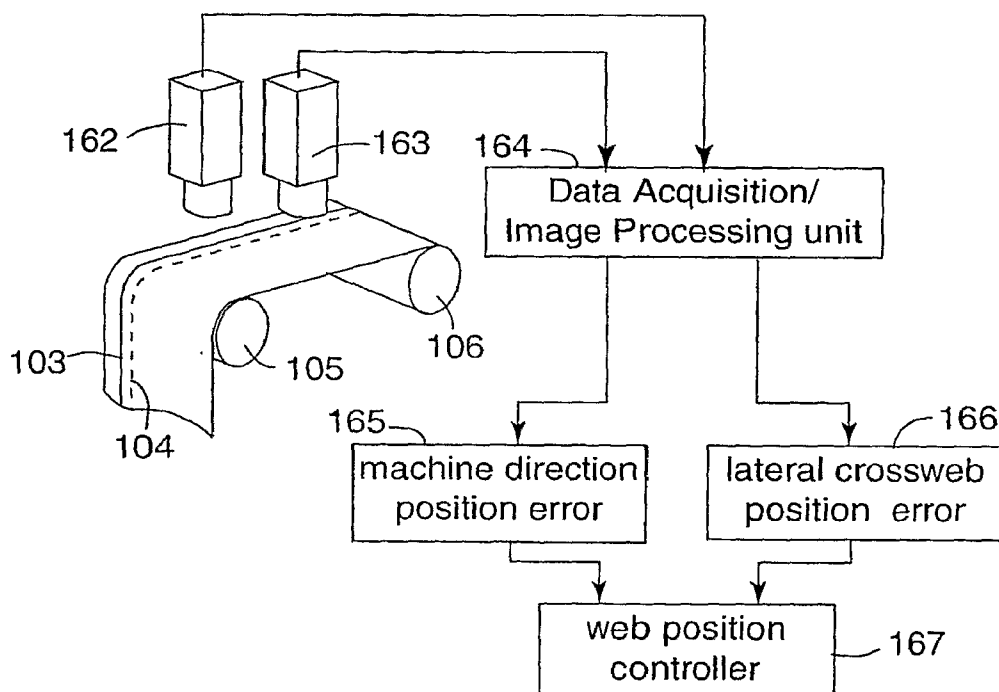 162
163
164
Data Acquisition/
Image Processing unit
103
104
105
106
165
machine direction
position error
166
lateral crossweb
position error
web position
controller
167